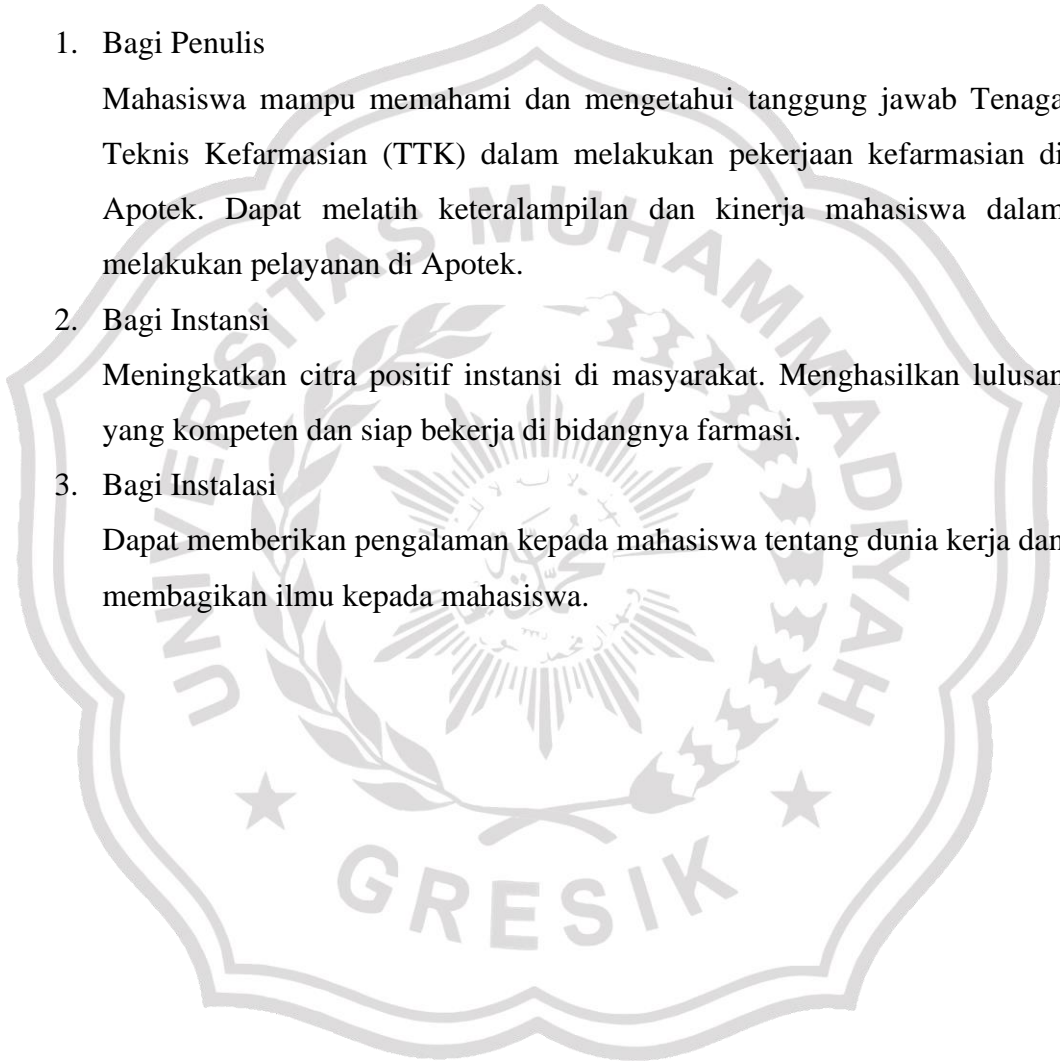 1. Bagi Penulis
Mahasiswa mampu memahami dan mengetahui tanggung jawab Tenaga
Teknis Kefarmasian (TTK) dalam melakukan pekerjaan kefarmasian di
Apotek. Dapat melatih keteralampilan dan kinerja mahasiswa dalam
melakukan pelayanan di Apotek.
2. Bagi Instansi
Meningkatkan citra positif instansi di masyarakat. Menghasilkan lulusan
yang kompeten dan siap bekerja di bidangnya farmasi.
3. Bagi Instalasi
Dapat memberikan pengalaman kepada mahasiswa tentang dunia kerja dan
membagikan ilmu kepada mahasiswa.
UNIVERSITAS MUHAMMADIYAH
GRESIK